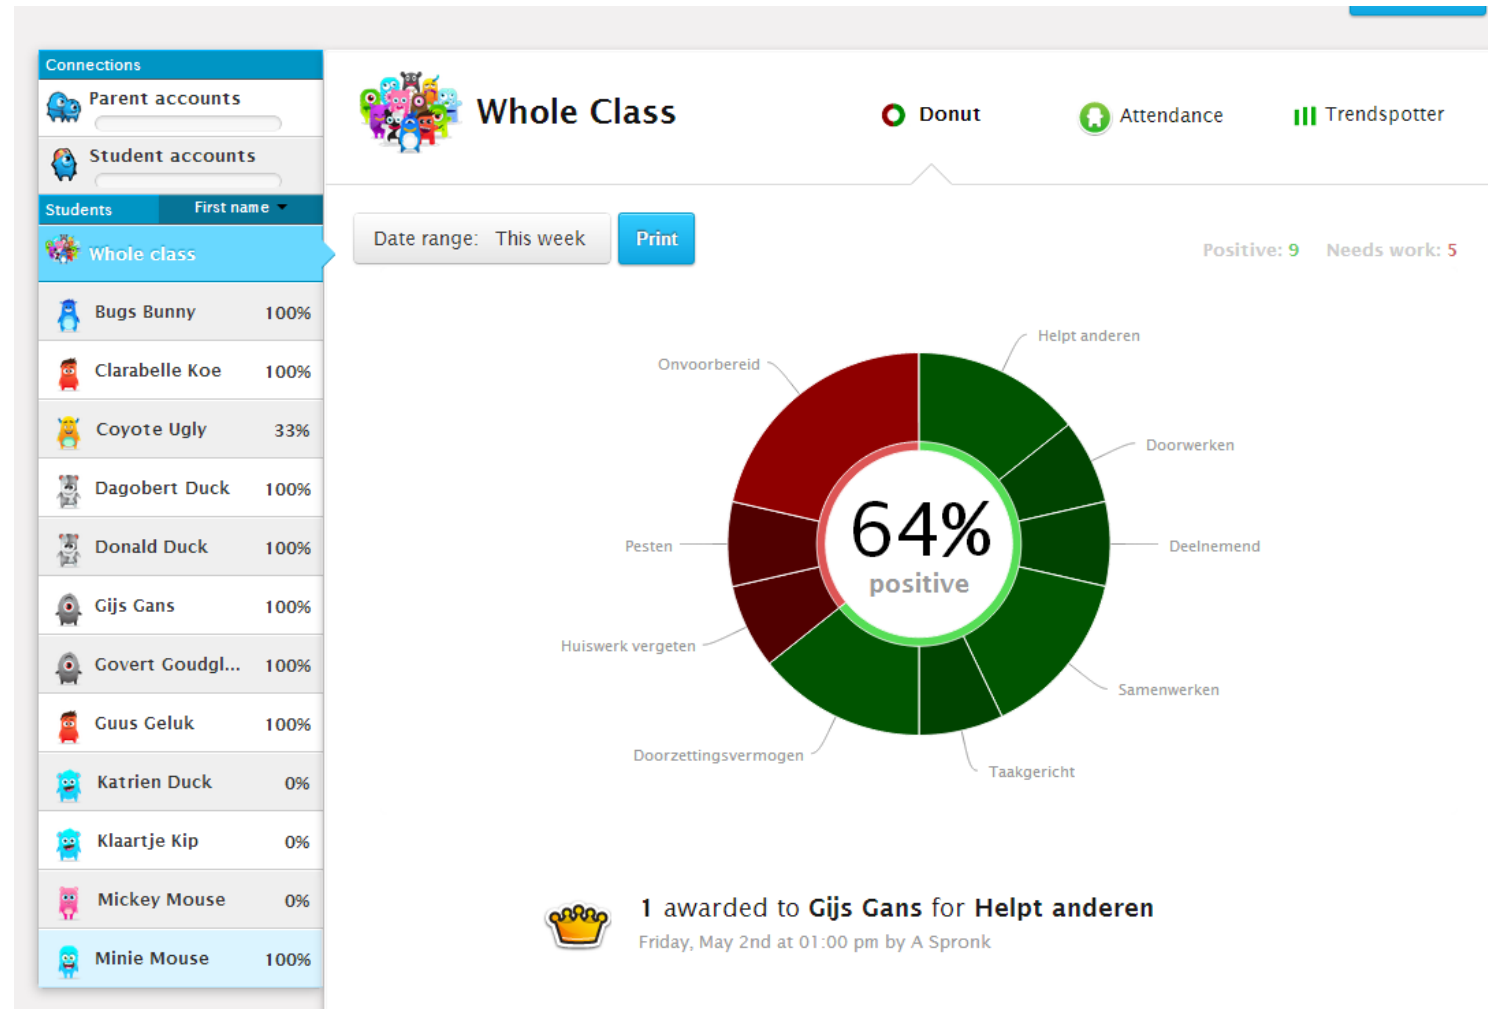 Connections
Parent accounts
Student accounts
Students First name
Whole class
Bugs Bunny 100%
Clarabelle Koe 100%
Coyote Ugly 33%
Dagobert Duck 100%
Donald Duck 100%
Gijs Gans 100%
Govert Goudgl... 100%
Guus Geluk 100%
Katrien Duck 0%
Klaartje Kip 0%
Mickey Mouse 0%
Minie Mouse 100%
Whole Class
Donut
Attendance
Trendspotter
Date range: This week
Print
Positive: 9 Needs work: 5
Helpt anderen
Onvoorbereid
Doorwerken
64%
positive
Pesten
Deelnemend
Huiswerk vergeten
Samenwerken
Doorzettingsvermogen
Taakgericht
1 awarded to Gijs Gans for Helpt anderen
Friday, May 2nd at 01:00 pm by A Spronk